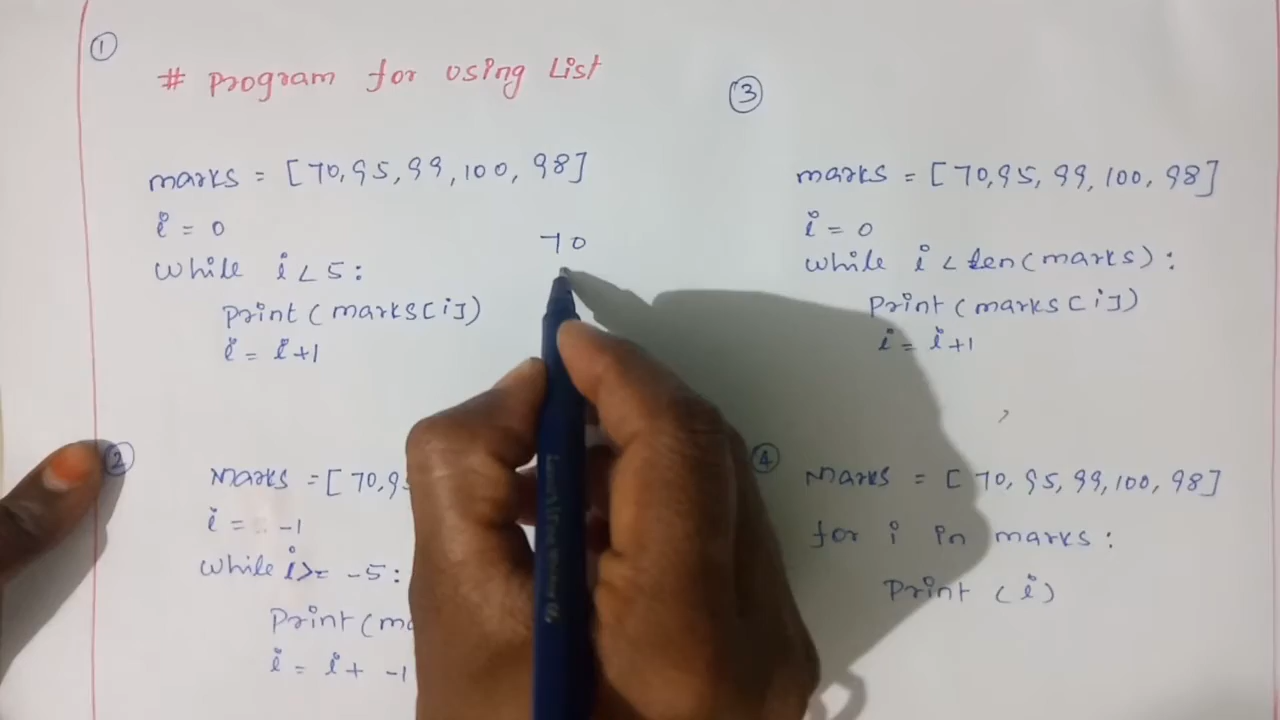 ①
# Program for using List
marks = [70,95,99,100,98]
i = 0
while i < 5:
print(marks[i])
i = i+1
70
②
Marks = [70,9
i = -1
while i >= -5:
Print(
i = i + -1
③
marks = [70,95,99,100,98]
i = 0
while i < len(marks):
Print(marks[i])
i = i+1
④
Marks = [70,95,99,100,98]
for i in marks:
Print (i)